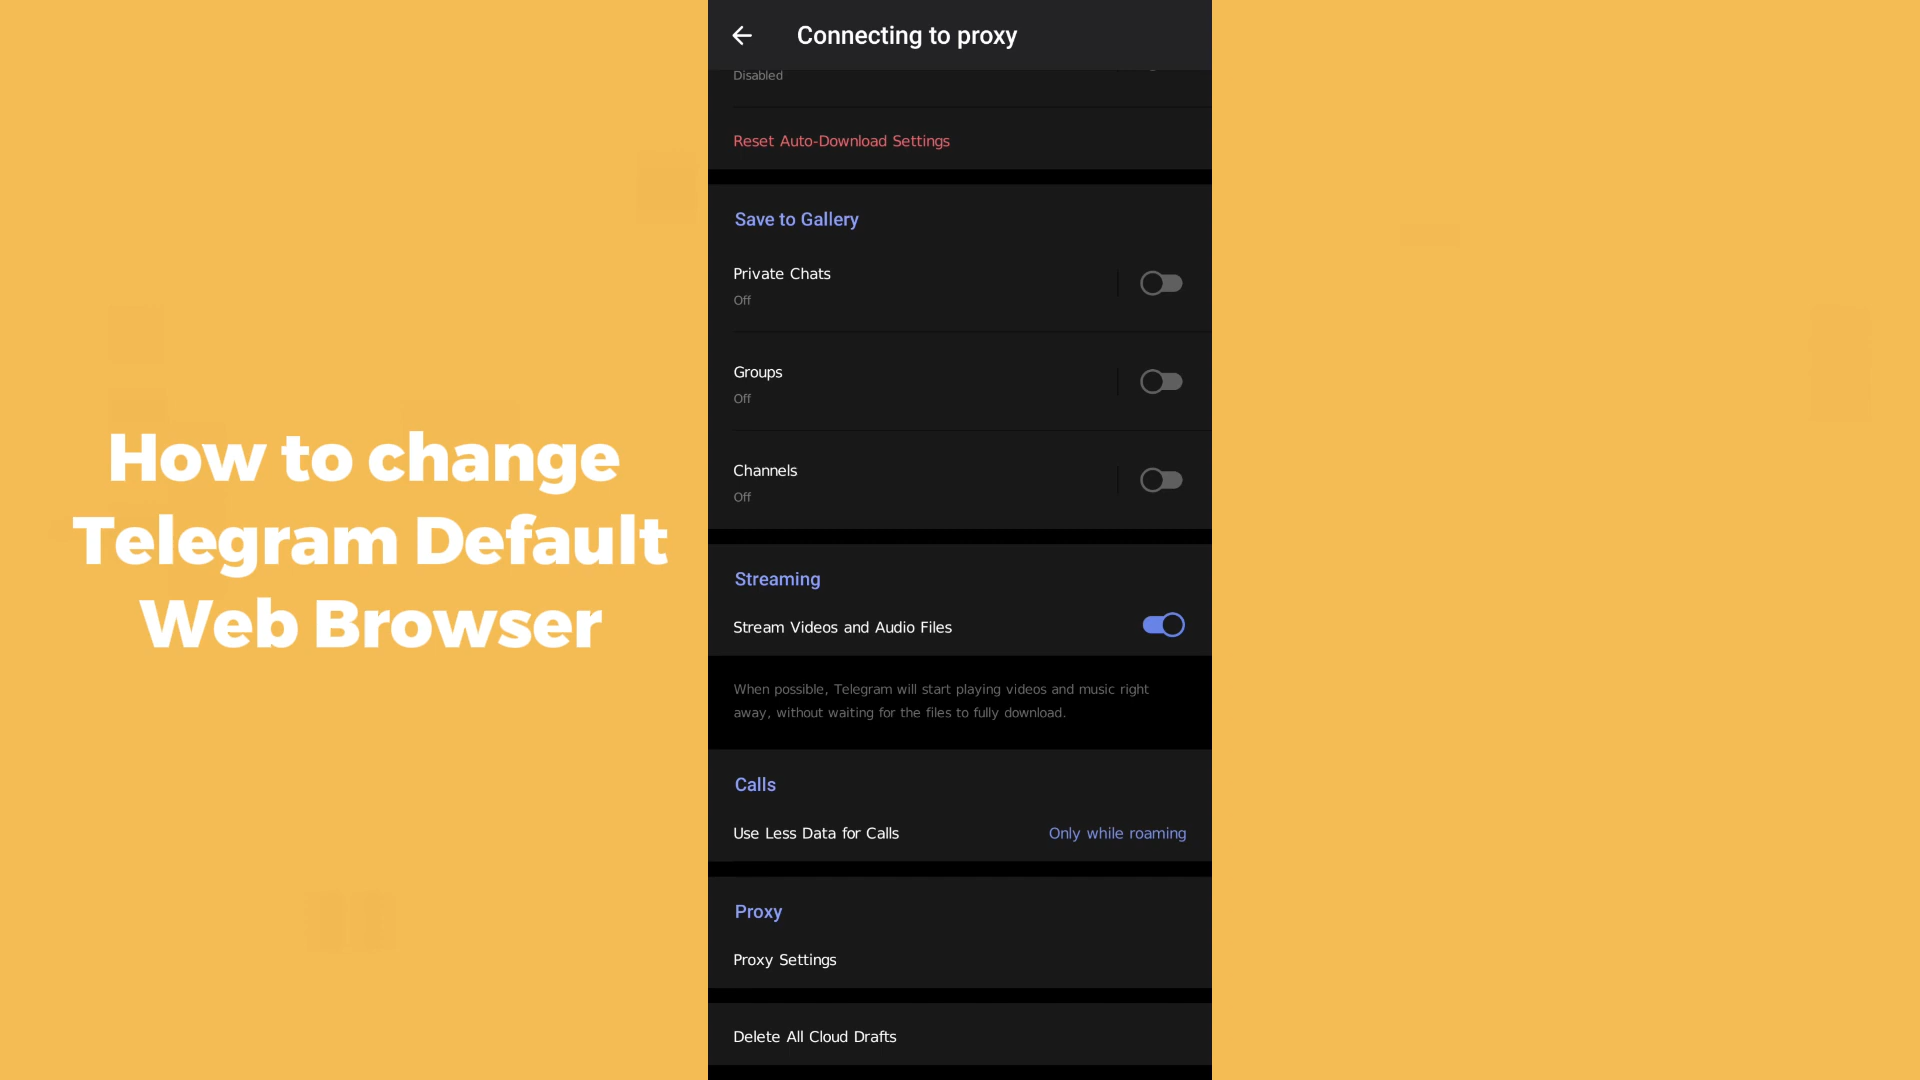 How to change
Telegram Default
Web Browser
Connecting to proxy
Disabled
Reset Auto-Download Settings
Save to Gallery
Private Chats
Off
Groups
Off
Channels
Off
Streaming
Stream Videos and Audio Files
When possible, Telegram will start playing videos and music right
away, without waiting for the files to fully download.
Calls
Use Less Data for Calls Only while roaming
Proxy
Proxy Settings
Delete All Cloud Drafts